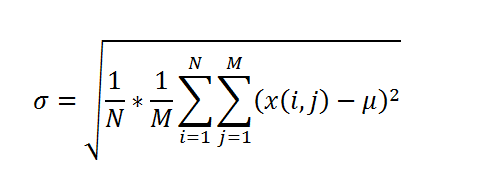 σ = √(1/N * 1/M ∑_{i=1}^{N} ∑_{j=1}^{M} (x(i,j) − μ)²)